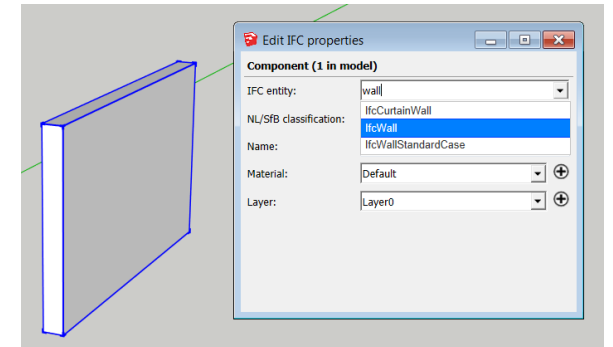 Edit IFC properties
Component (1 in model)
IFC entity: wall
IfcCurtainWall
NL/SfB classification:
IfcWall
Name:
IfcWallStandardCase
Material: Default
Layer: Layer0